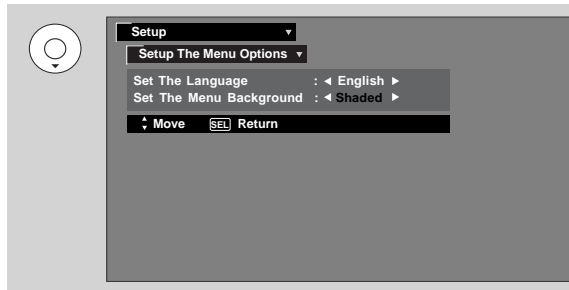 Setup
Setup The Menu Options
Set The Language : English
Set The Menu Background : Shaded
Move SEL Return